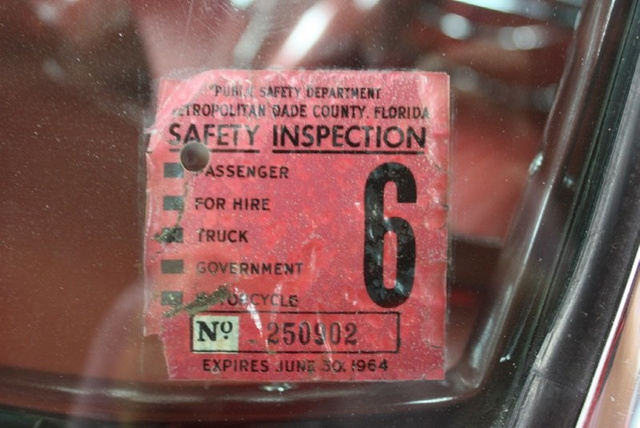 PUBLIC SAFETY DEPARTMENT
METROPOLITAN DADE COUNTY, FLORIDA
SAFETY INSPECTION
PASSENGER
FOR HIRE
TRUCK
GOVERNMENT
MOTORCYCLE
6
Nº 250902
EXPIRES JUNE 30, 1964